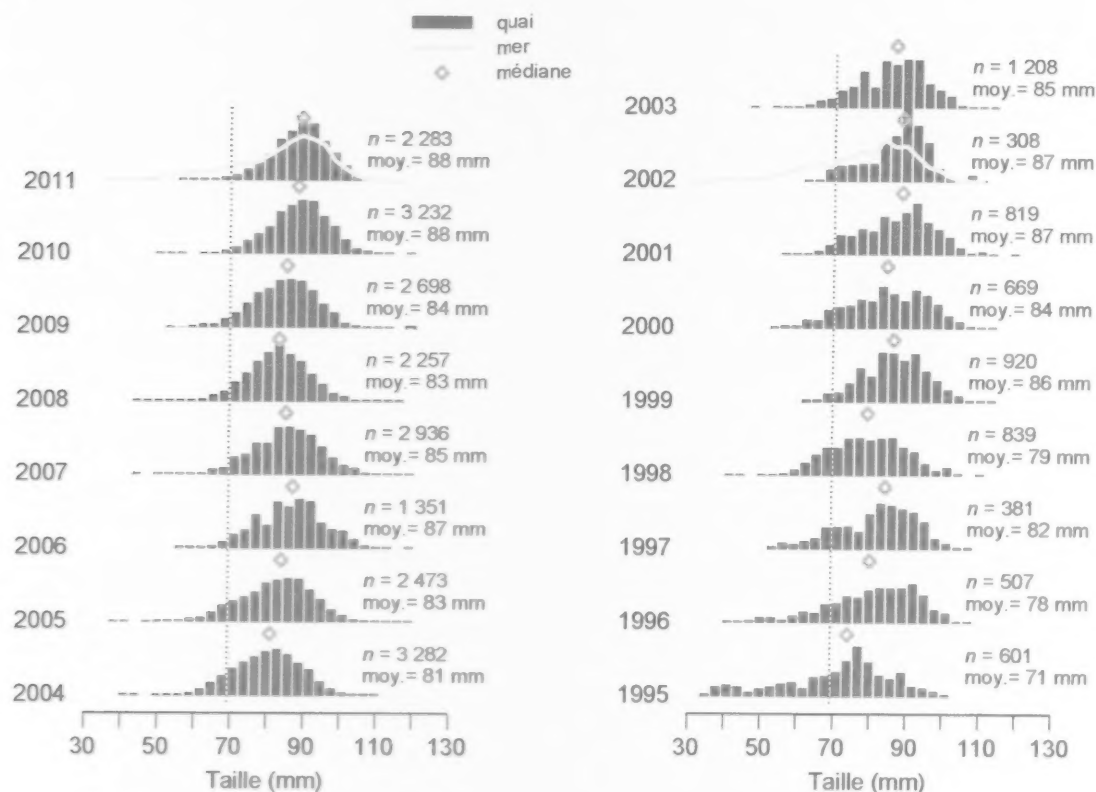 quai
mer
médiane
2011
n = 2 283
moy. = 88 mm
2010
n = 3 232
moy. = 88 mm
2009
n = 2 698
moy. = 84 mm
2008
n = 2 257
moy. = 83 mm
2007
n = 2 936
moy. = 85 mm
2006
n = 1 351
moy. = 87 mm
2005
n = 2 473
moy. = 83 mm
2004
n = 3 282
moy. = 81 mm
30 50 70 90 110 130
Taille (mm)
2003
n = 1 208
moy. = 85 mm
2002
n = 308
moy. = 87 mm
2001
n = 819
moy. = 87 mm
2000
n = 669
moy. = 84 mm
1999
n = 920
moy. = 86 mm
1998
n = 839
moy. = 79 mm
1997
n = 381
moy. = 82 mm
1996
n = 507
moy. = 78 mm
1995
n = 601
moy. = 71 mm
30 50 70 90 110 130
Taille (mm)